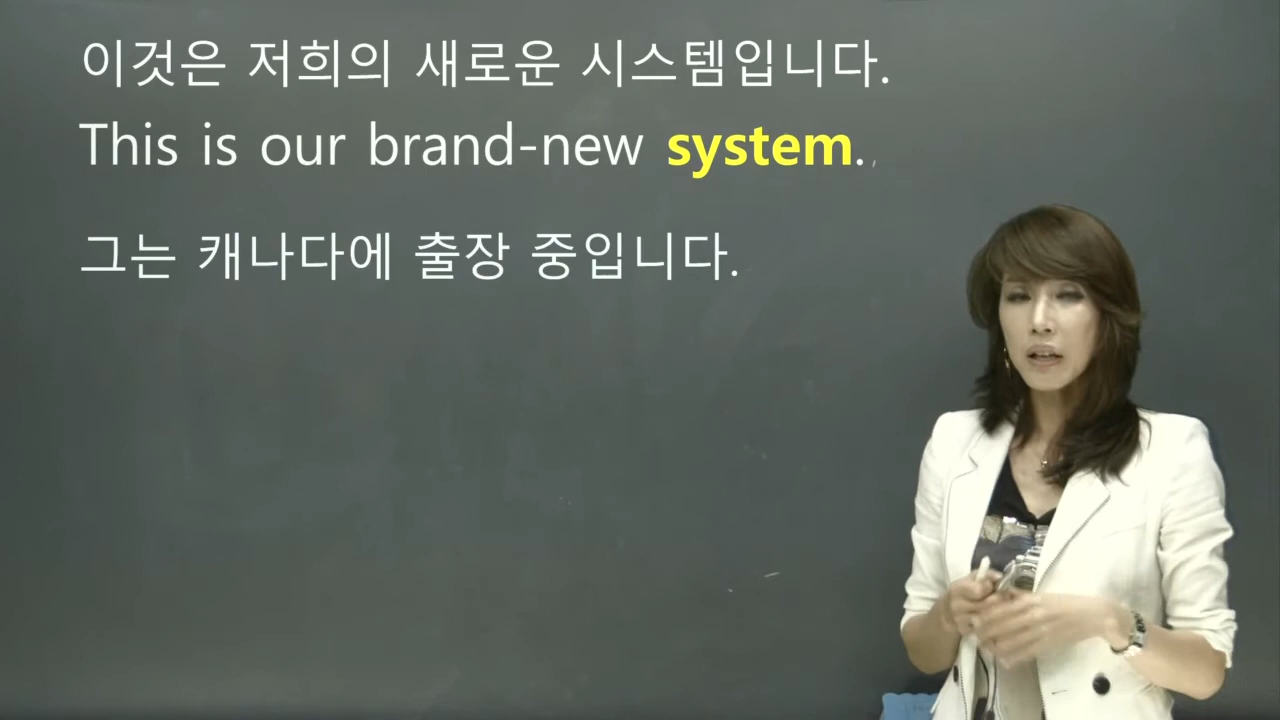 이것은 저희의 새로운 시스템입니다.
This is our brand-new system.
그는 캐나다에 출장 중입니다.